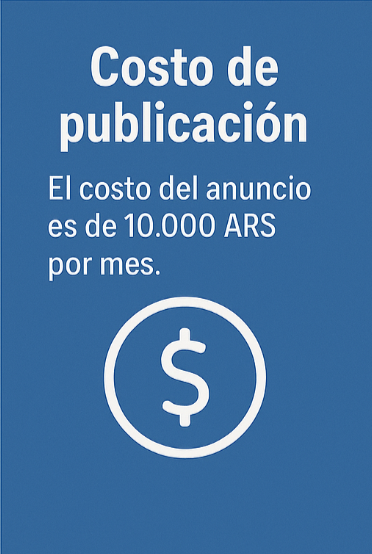 Costo de
publicación
El costo del anuncio
es de 10.000 ARS
por mes.
$